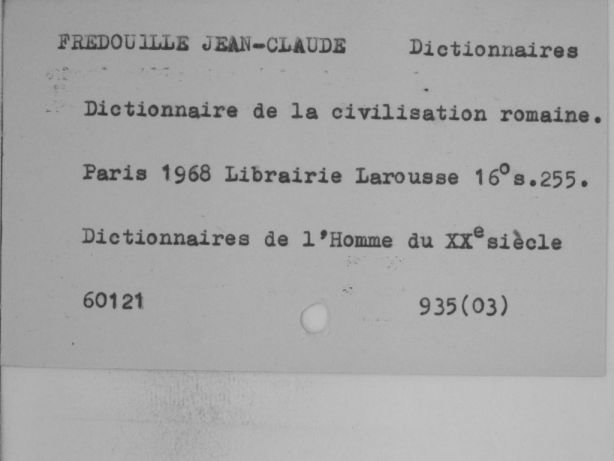 FREDOUILLE JEAN-CLAUDE Dictionnaires
Dictionnaire de la civilisation romaine.
Paris 1968 Librairie Larousse 16º s.255.
Dictionnaires de l'Homme du XXe siècle
60121 935(03)